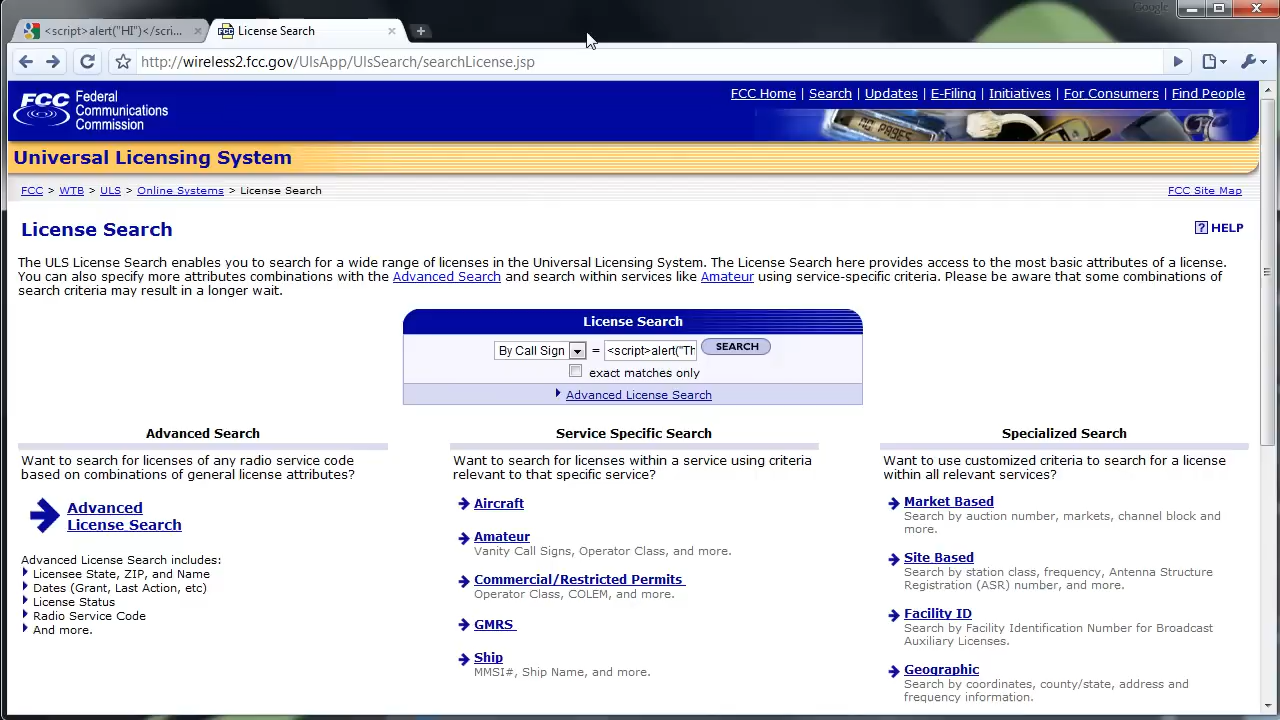 Google
<script>alert("HI")</scri...
License Search
http://wireless2.fcc.gov/UlsApp/UlsSearch/searchLicense.jsp
FCC Federal Communications Commission
FCC Home | Search | Updates | E-Filing | Initiatives | For Consumers | Find People
Universal Licensing System
FCC > WTB > ULS > Online Systems > License Search
FCC Site Map
License Search
? HELP
The ULS License Search enables you to search for a wide range of licenses in the Universal Licensing System. The License Search here provides access to the most basic attributes of a license.
You can also specify more attributes combinations with the Advanced Search and search within services like Amateur using service-specific criteria. Please be aware that some combinations of
search criteria may result in a longer wait.
License Search
By Call Sign = <script>alert("Th SEARCH
exact matches only
Advanced License Search
Advanced Search
Want to search for licenses of any radio service code
based on combinations of general license attributes?
Advanced
License Search
Advanced License Search includes:
Licensee State, ZIP, and Name
Dates (Grant, Last Action, etc)
License Status
Radio Service Code
And more.
Service Specific Search
Want to search for licenses within a service using criteria
relevant to that specific service?
Aircraft
Amateur
Vanity Call Signs, Operator Class, and more.
Commercial/Restricted Permits
Operator Class, COLEM, and more.
GMRS
Ship
MMSI#, Ship Name, and more.
Specialized Search
Want to use customized criteria to search for a license
within all relevant services?
Market Based
Search by auction number, markets, channel block and
more.
Site Based
Search by station class, frequency, Antenna Structure
Registration (ASR) number, and more.
Facility ID
Search by Facility Identification Number for Broadcast
Auxiliary Licenses.
Geographic
Search by coordinates, county/state, address and
frequency information.